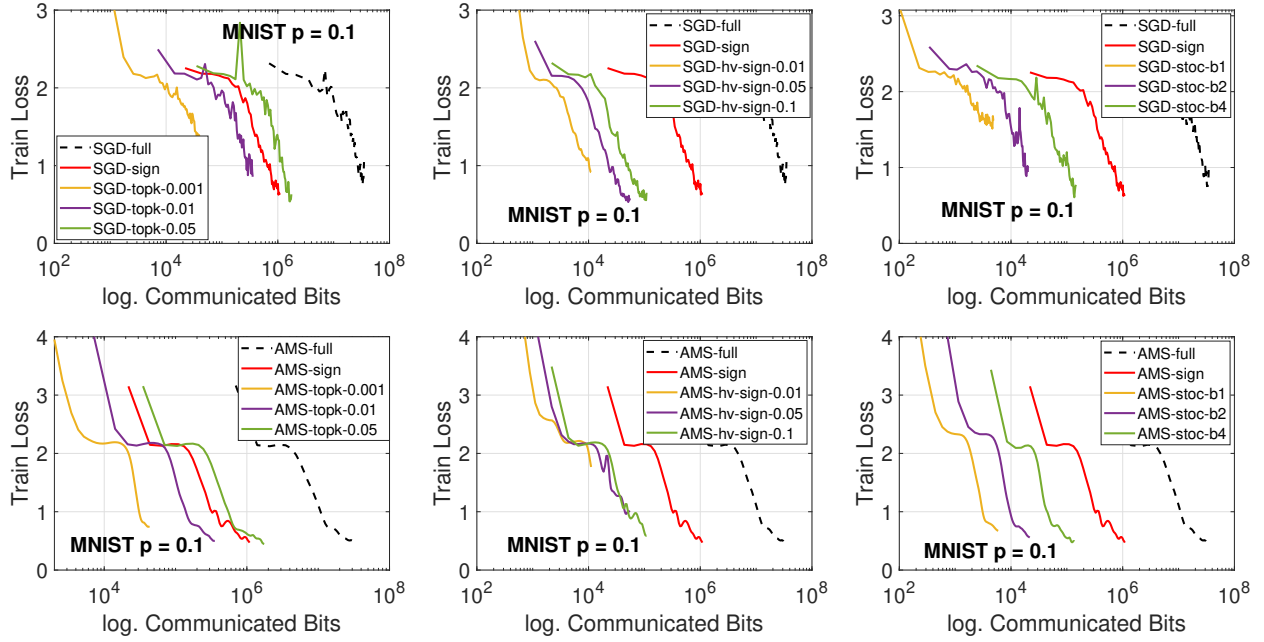 3
2
1
0
Train Loss
MNIST p = 0.1
SGD-full
SGD-sign
SGD-topk-0.001
SGD-topk-0.01
SGD-topk-0.05
10^2
10^4
10^6
10^8
log. Communicated Bits
3
2
1
0
Train Loss
SGD-full
SGD-sign
SGD-hv-sign-0.01
SGD-hv-sign-0.05
SGD-hv-sign-0.1
MNIST p = 0.1
10^2
10^4
10^6
10^8
log. Communicated Bits
3
2
1
0
Train Loss
SGD-full
SGD-sign
SGD-stoc-b1
SGD-stoc-b2
SGD-stoc-b4
MNIST p = 0.1
10^2
10^4
10^6
10^8
log. Communicated Bits
4
3
2
1
0
Train Loss
AMS-full
AMS-sign
AMS-topk-0.001
AMS-topk-0.01
AMS-topk-0.05
MNIST p = 0.1
10^4
10^6
10^8
log. Communicated Bits
4
3
2
1
0
Train Loss
AMS-full
AMS-sign
AMS-hv-sign-0.01
AMS-hv-sign-0.05
AMS-hv-sign-0.1
MNIST p = 0.1
10^2
10^4
10^6
10^8
log. Communicated Bits
4
3
2
1
0
Train Loss
AMS-full
AMS-sign
AMS-stoc-b1
AMS-stoc-b2
AMS-stoc-b4
MNIST p = 0.1
10^2
10^4
10^6
10^8
log. Communicated Bits